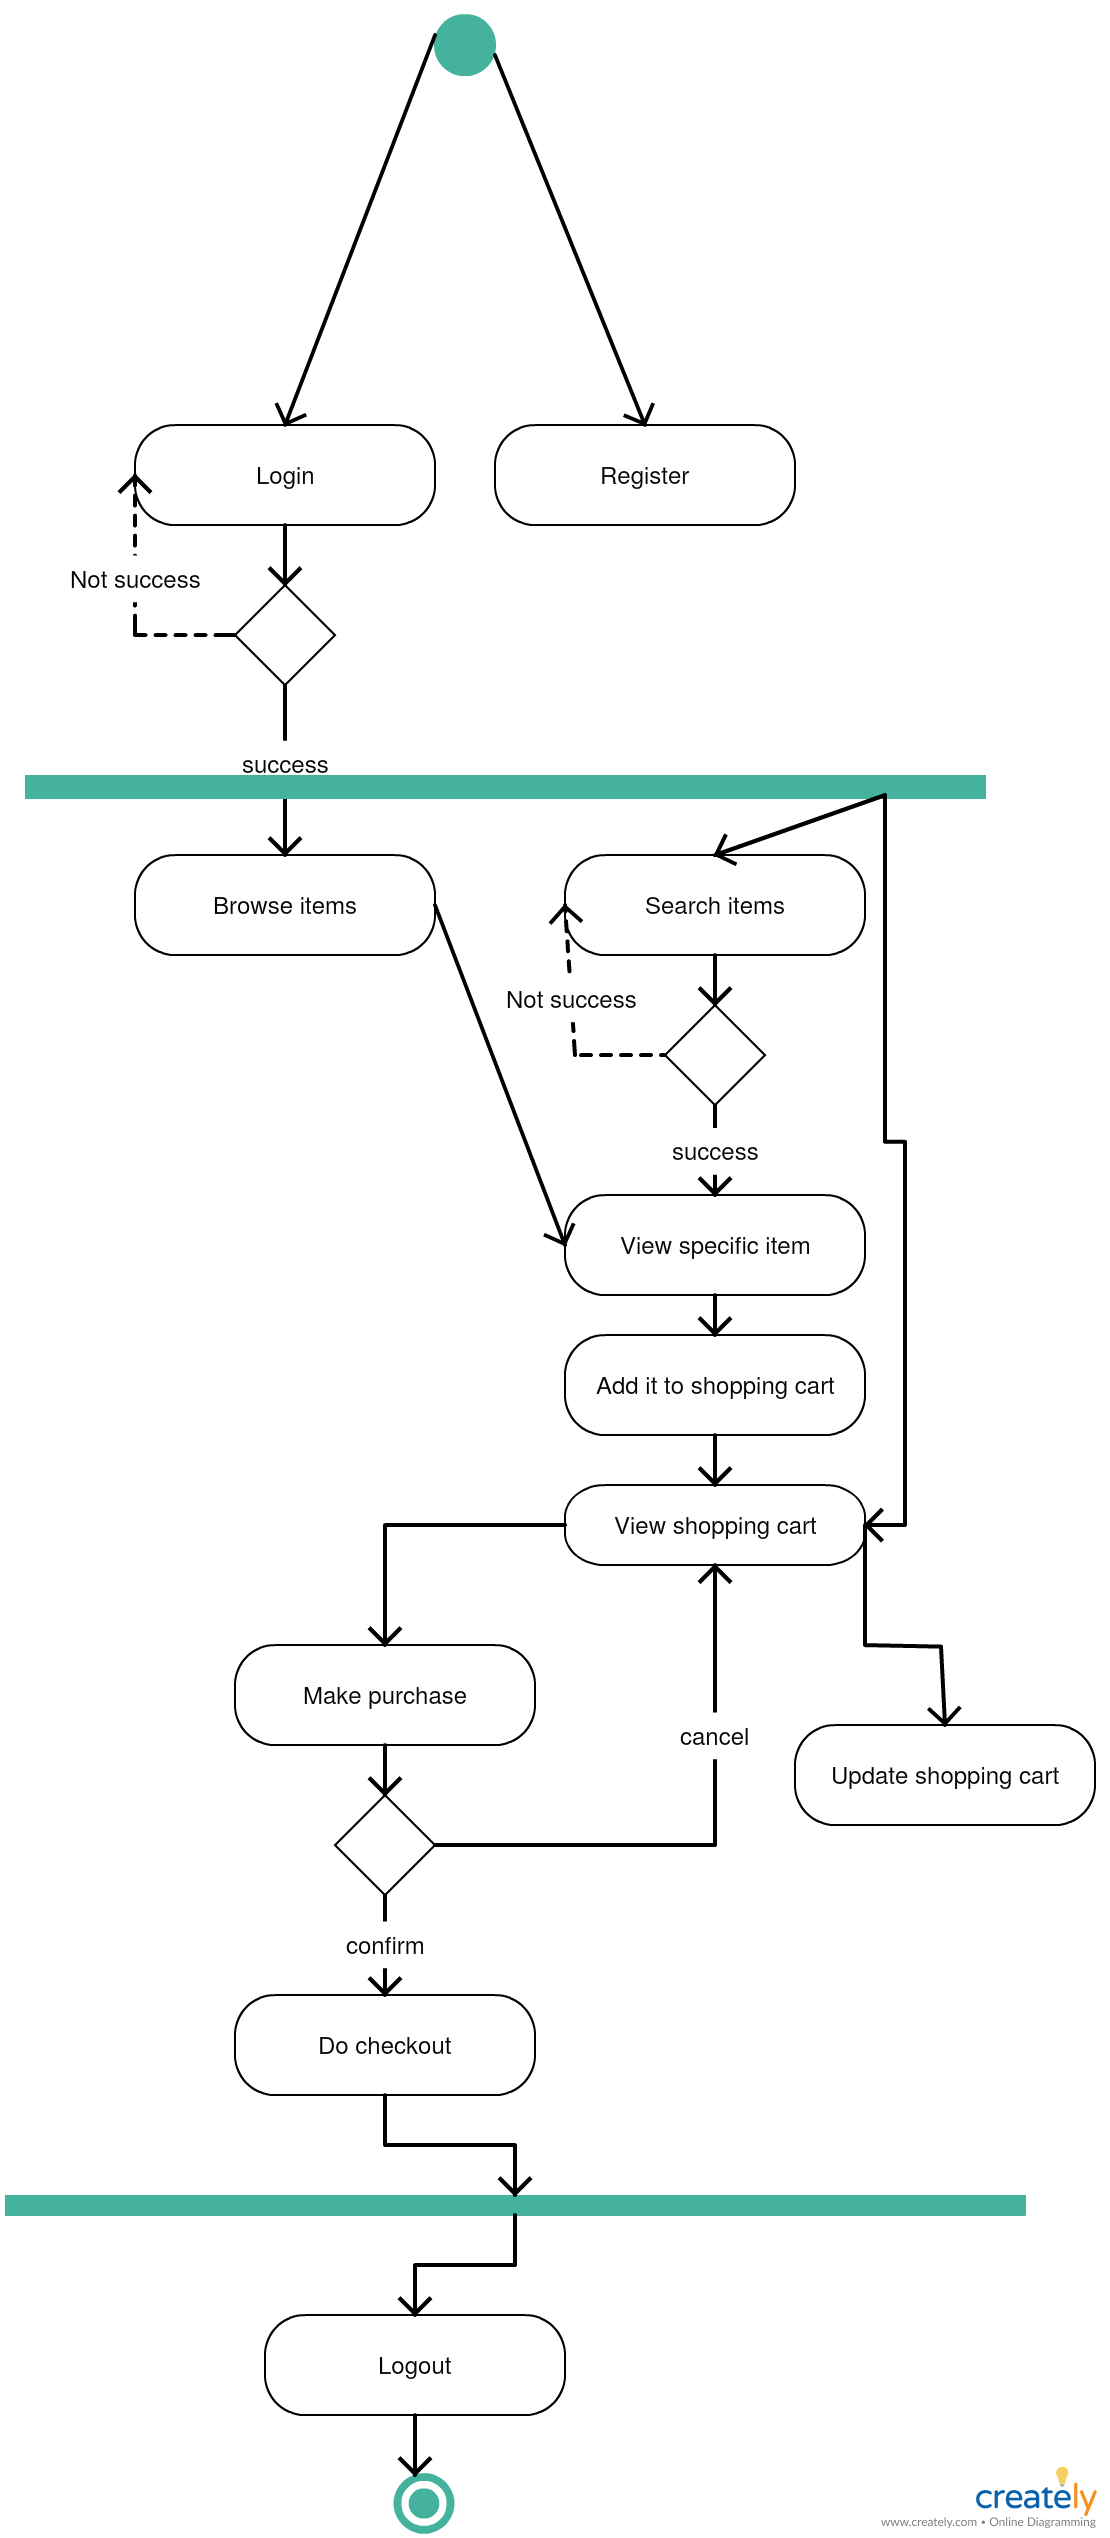 Login
Register
Not success
success
Browse items
Search items
Not success
success
View specific item
Add it to shopping cart
View shopping cart
Make purchase
cancel
Update shopping cart
confirm
Do checkout
Logout
creately
www.creately.com • Online Diagramming